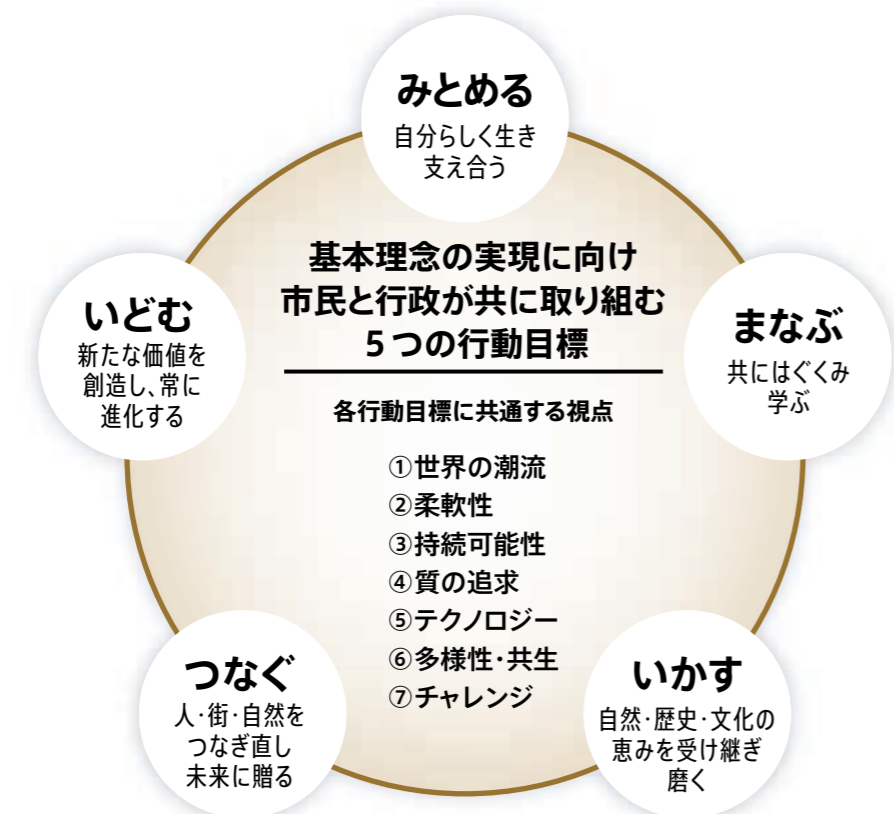 みとめる
自分らしく生き
支え合う
基本理念の実現に向け
市民と行政が共に取り組む
5つの行動目標
いどむ
新たな価値を
創造し、常に
進化する
まなぶ
共にはぐくみ
学ぶ
各行動目標に共通する視点
①世界の潮流
②柔軟性
③持続可能性
④質の追求
⑤テクノロジー
⑥多様性・共生
⑦チャレンジ
つなぐ
人・街・自然を
つなぎ直し
未来に贈る
いかす
自然・歴史・文化の
恵みを受け継ぎ
磨く